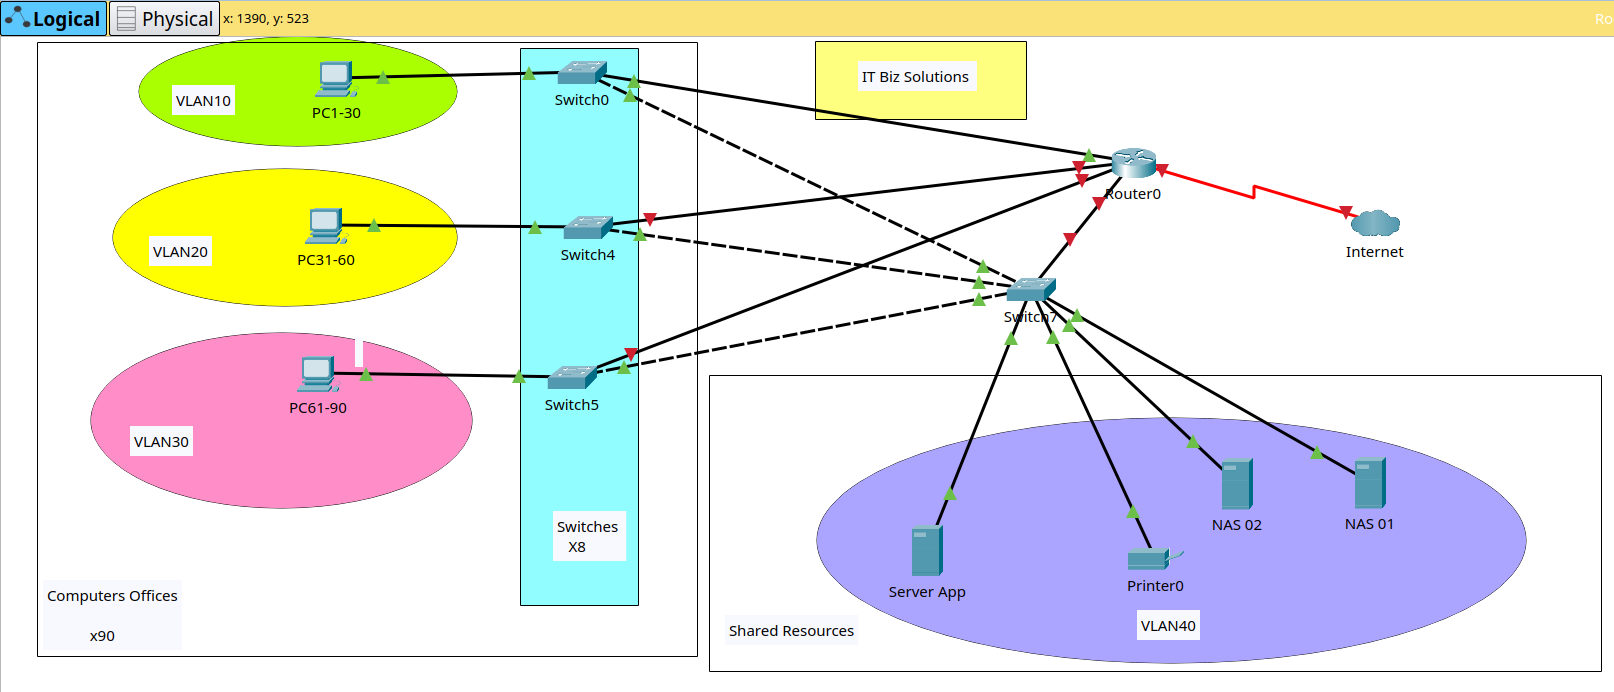 Logical
Physical
x: 1390, y: 523
Ro
IT Biz Solutions
VLAN10
PC1-30
Switch0
Router0
VLAN20
PC31-60
Switch4
Internet
Switch7
VLAN30
PC61-90
Switch5
Switches
X8
NAS 02
NAS 01
Server App
Printer0
VLAN40
Computers Offices
x90
Shared Resources